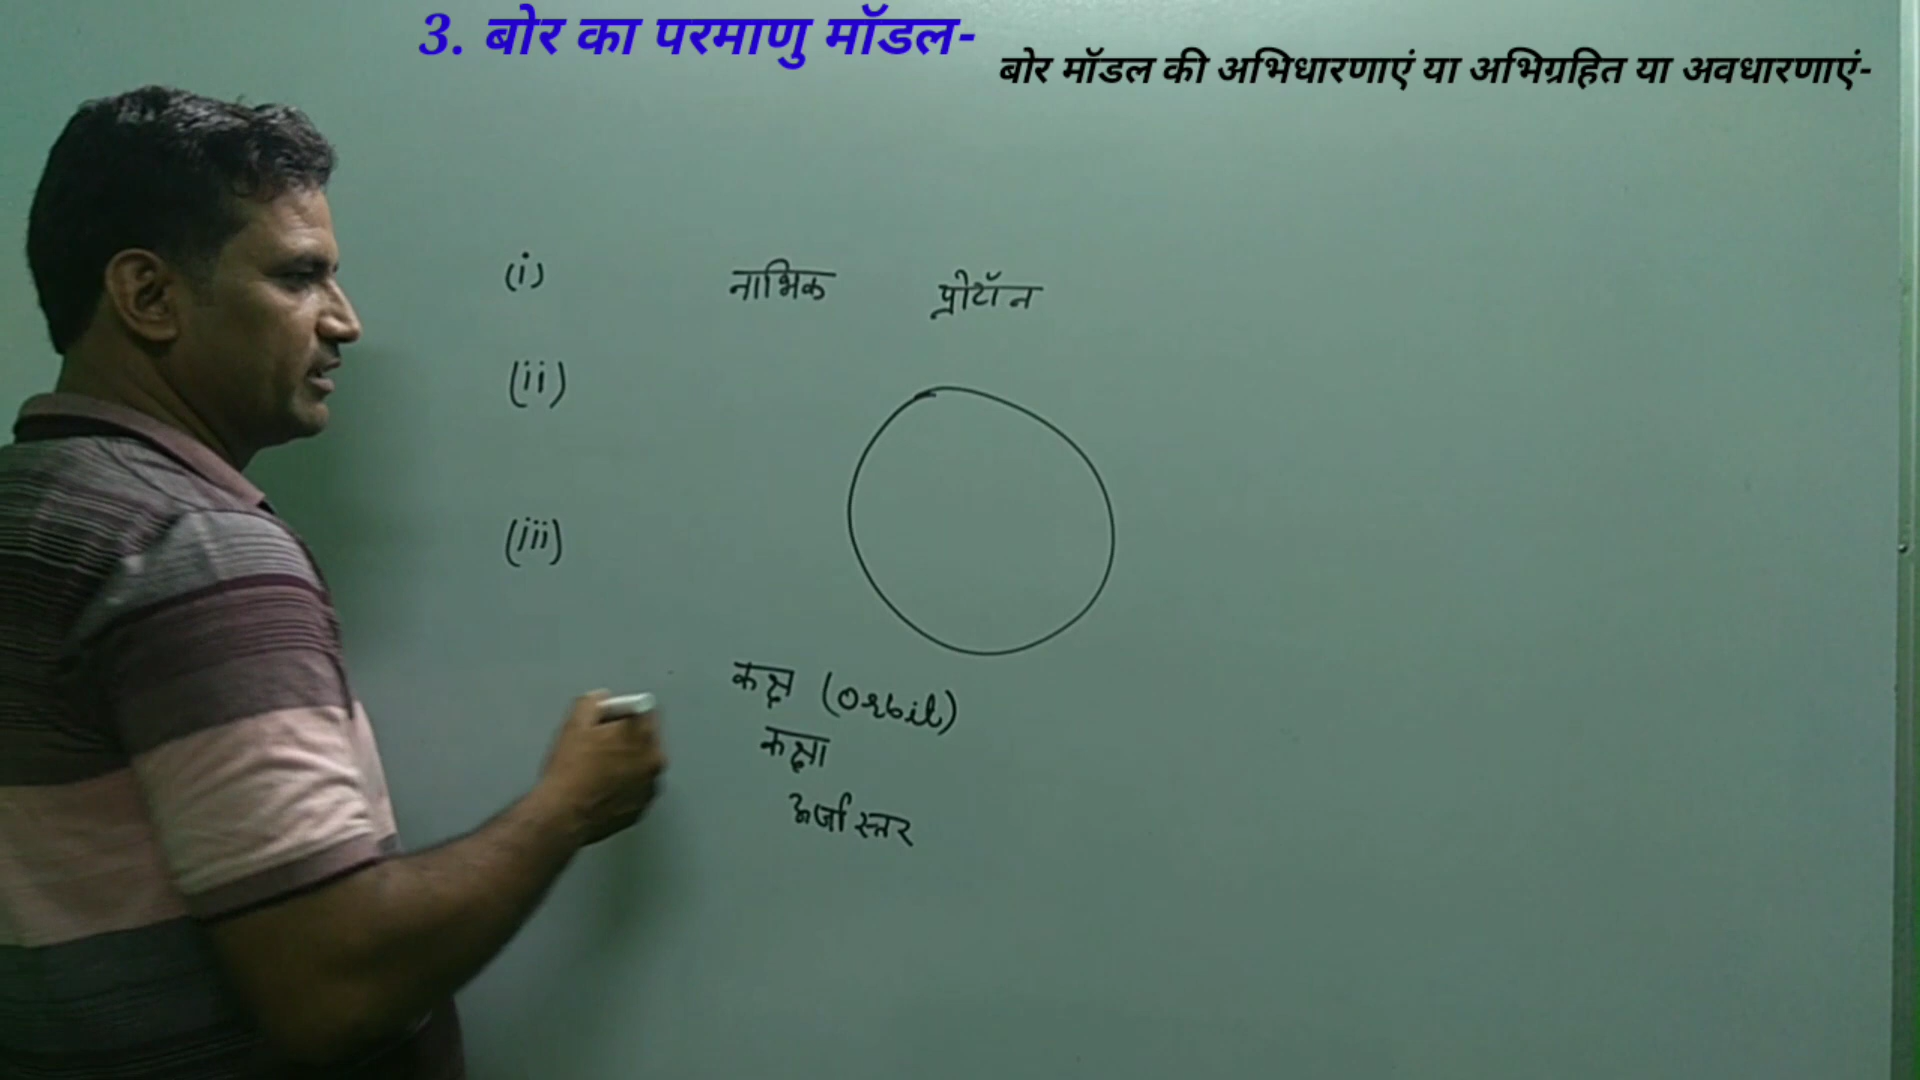 3. बोर का परमाणु मॉडल-
बोर मॉडल की अभिधारणाएं या अभिग्रहित या अवधारणाएं-
(i) नाभिक प्रोटॉन
(ii)
(iii)
कक्ष (Orbit)
कक्षा
ऊर्जा स्तर